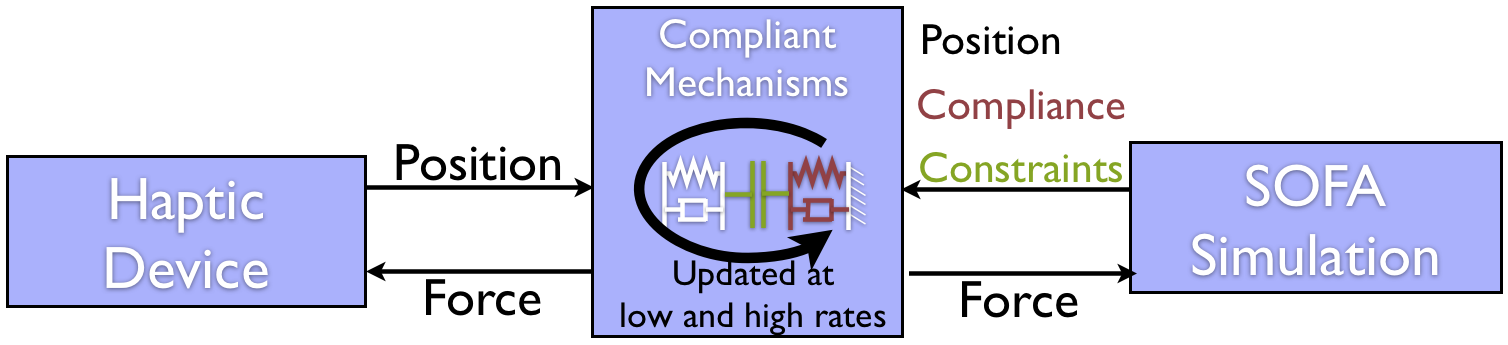 Compliant
Mechanisms
Position
Compliance
Constraints
Position
Haptic
Device
SOFA
Simulation
Updated at
low and high rates
Force
Force